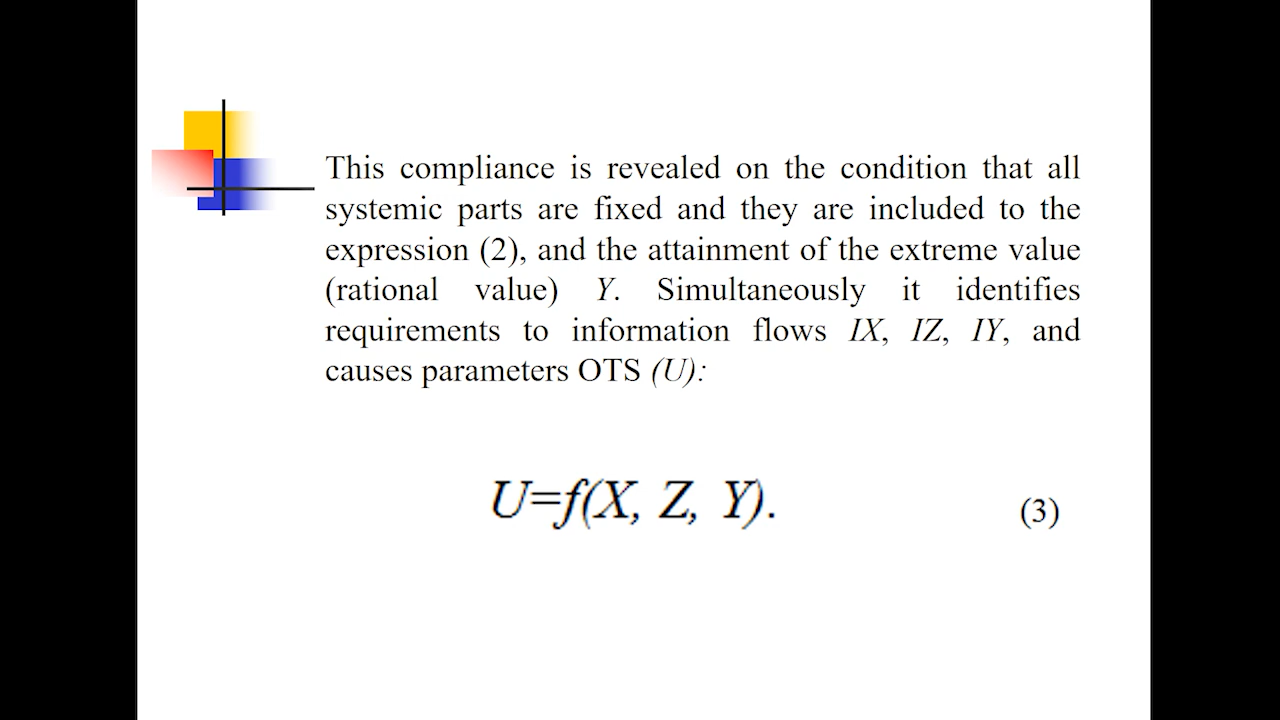 This compliance is revealed on the condition that all
systemic parts are fixed and they are included to the
expression (2), and the attainment of the extreme value
(rational value) Y. Simultaneously it identifies
requirements to information flows IX, IZ, IY, and
causes parameters OTS (U):
U=f(X, Z, Y). (3)